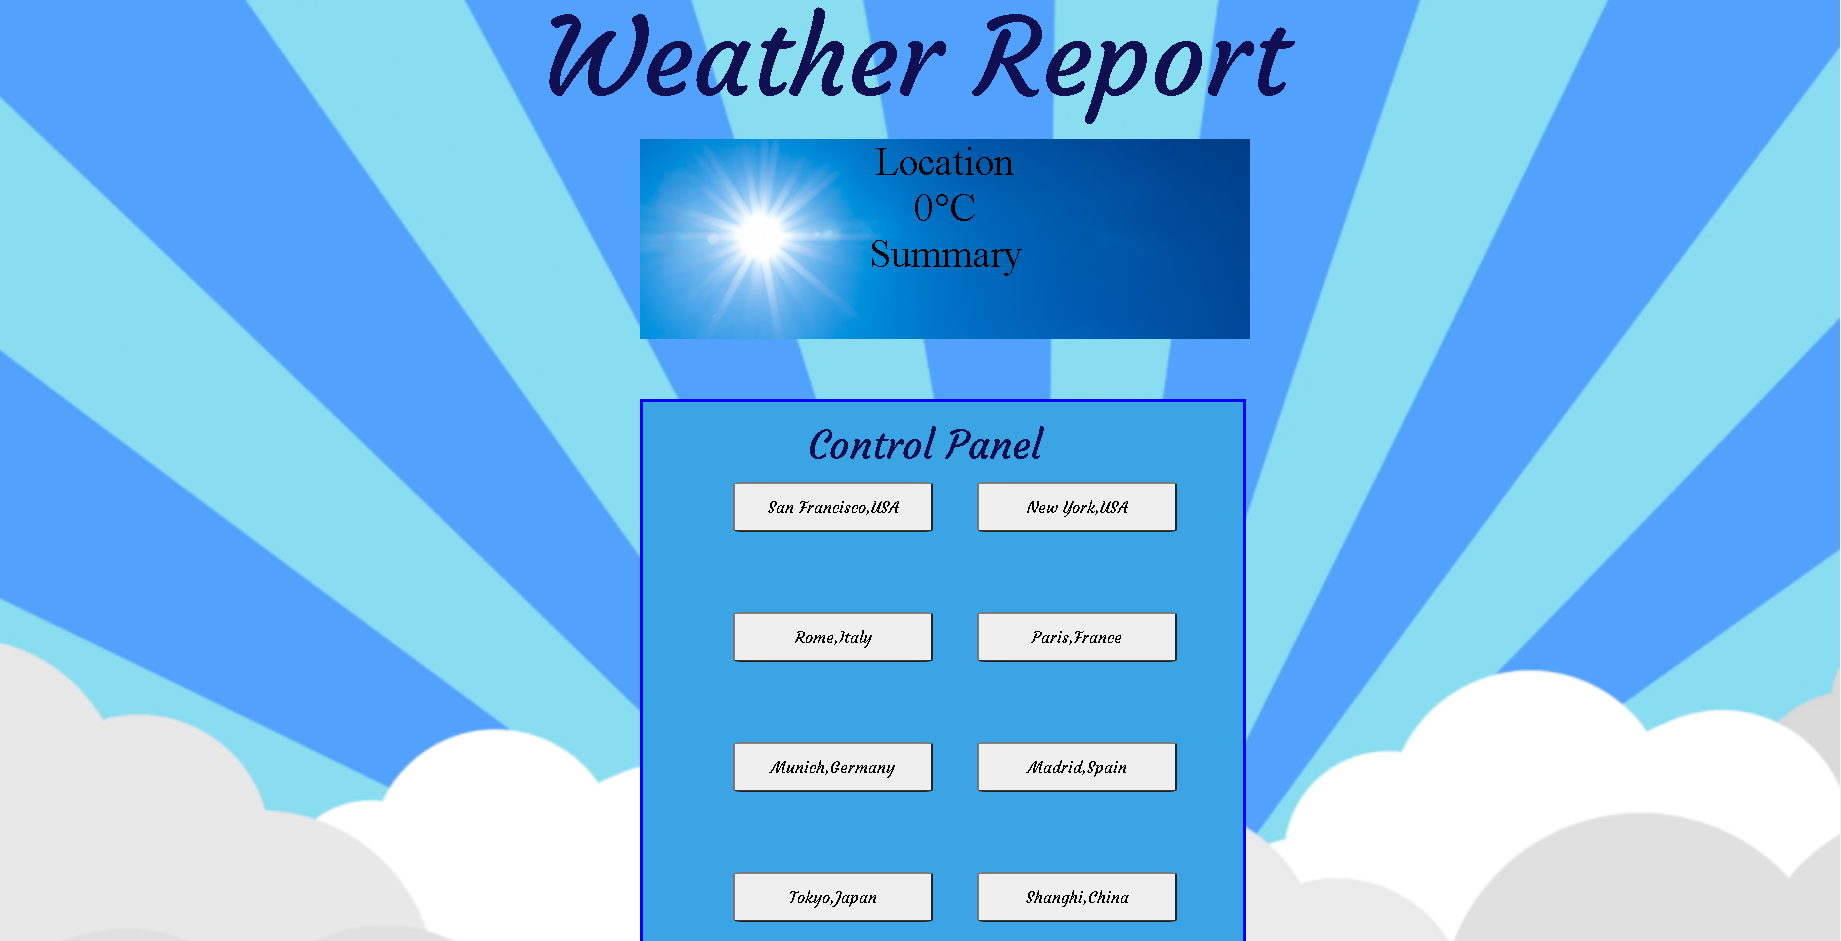 Weather Report
Location
0°C
Summary
Control Panel
San Francisco,USA
New York,USA
Rome,Italy
Paris,France
Munich,Germany
Madrid,Spain
Tokyo,Japan
Shanghi,China